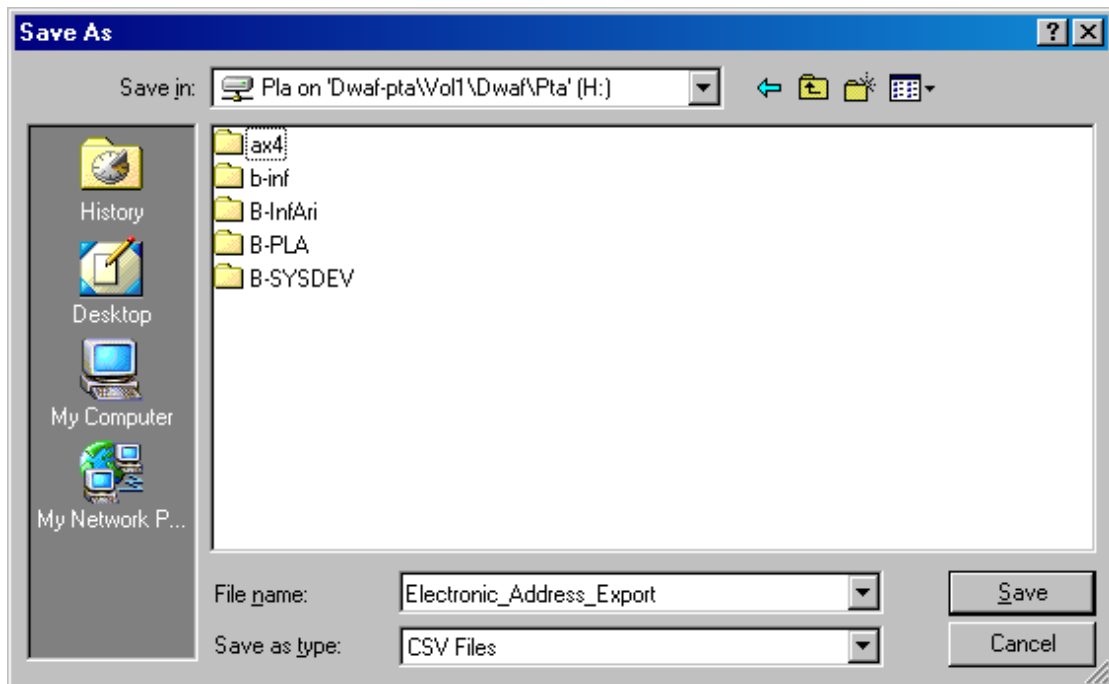 Save As
Save in: Pla on 'Dwaf-pta\Vol1\Dwaf\Pta' (H:)
History
Desktop
My Computer
My Network P...
ax4
b-inf
B-InfAri
B-PLA
B-SYSDEV
File name: Electronic_Address_Export Save
Save as type: CSV Files Cancel